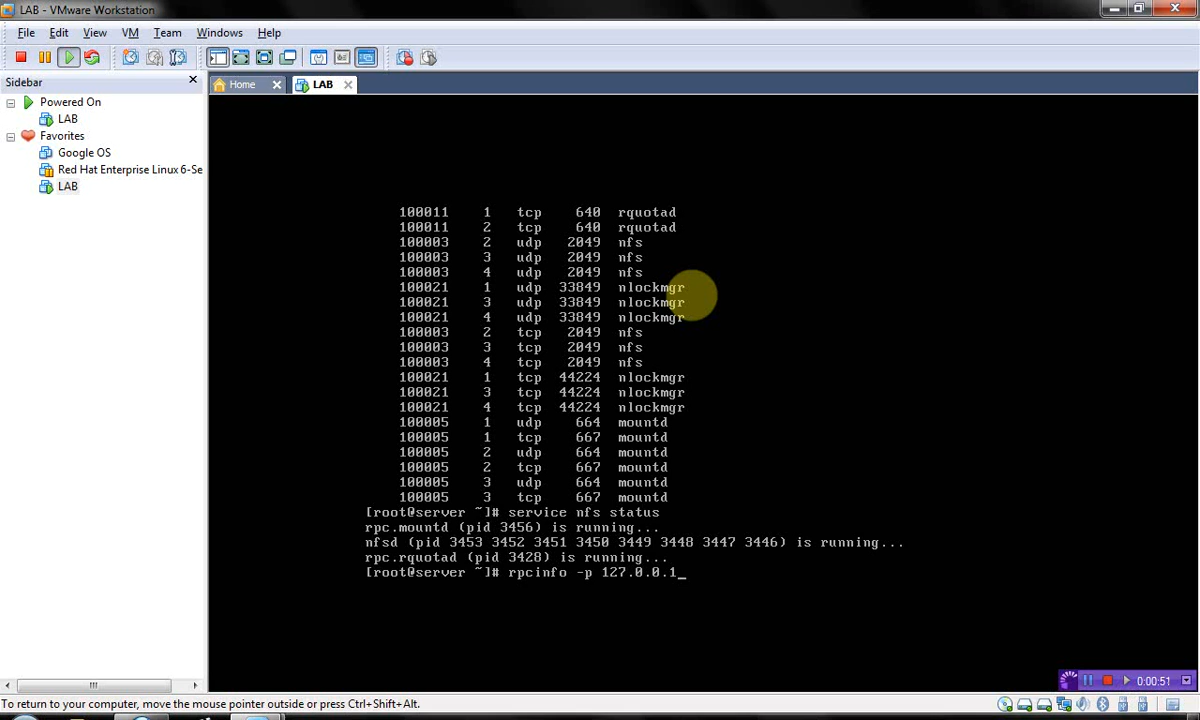 LAB - VMware Workstation
File Edit View VM Team Windows Help
Sidebar
Home LAB
Powered On
LAB
Favorites
Google OS
Red Hat Enterprise Linux 6-Se
LAB
100011 1 tcp 640 rquotad
100011 2 tcp 640 rquotad
100003 2 udp 2049 nfs
100003 3 udp 2049 nfs
100003 4 udp 2049 nfs
100021 1 udp 33849 nlockmgr
100021 3 udp 33849 nlockmgr
100021 4 udp 33849 nlockmgr
100003 2 tcp 2049 nfs
100003 3 tcp 2049 nfs
100003 4 tcp 2049 nfs
100021 1 tcp 44224 nlockmgr
100021 3 tcp 44224 nlockmgr
100021 4 tcp 44224 nlockmgr
100005 1 udp 664 mountd
100005 1 tcp 667 mountd
100005 2 udp 664 mountd
100005 2 tcp 667 mountd
100005 3 udp 664 mountd
100005 3 tcp 667 mountd
[root@server ~]# service nfs status
rpc.mountd (pid 3456) is running...
nfsd (pid 3453 3452 3451 3450 3449 3448 3447 3446) is running...
rpc.rquotad (pid 3428) is running...
[root@server ~]# rpcinfo -p 127.0.0.1_
0:00:51
To return to your computer, move the mouse pointer outside or press Ctrl+Shift+Alt.